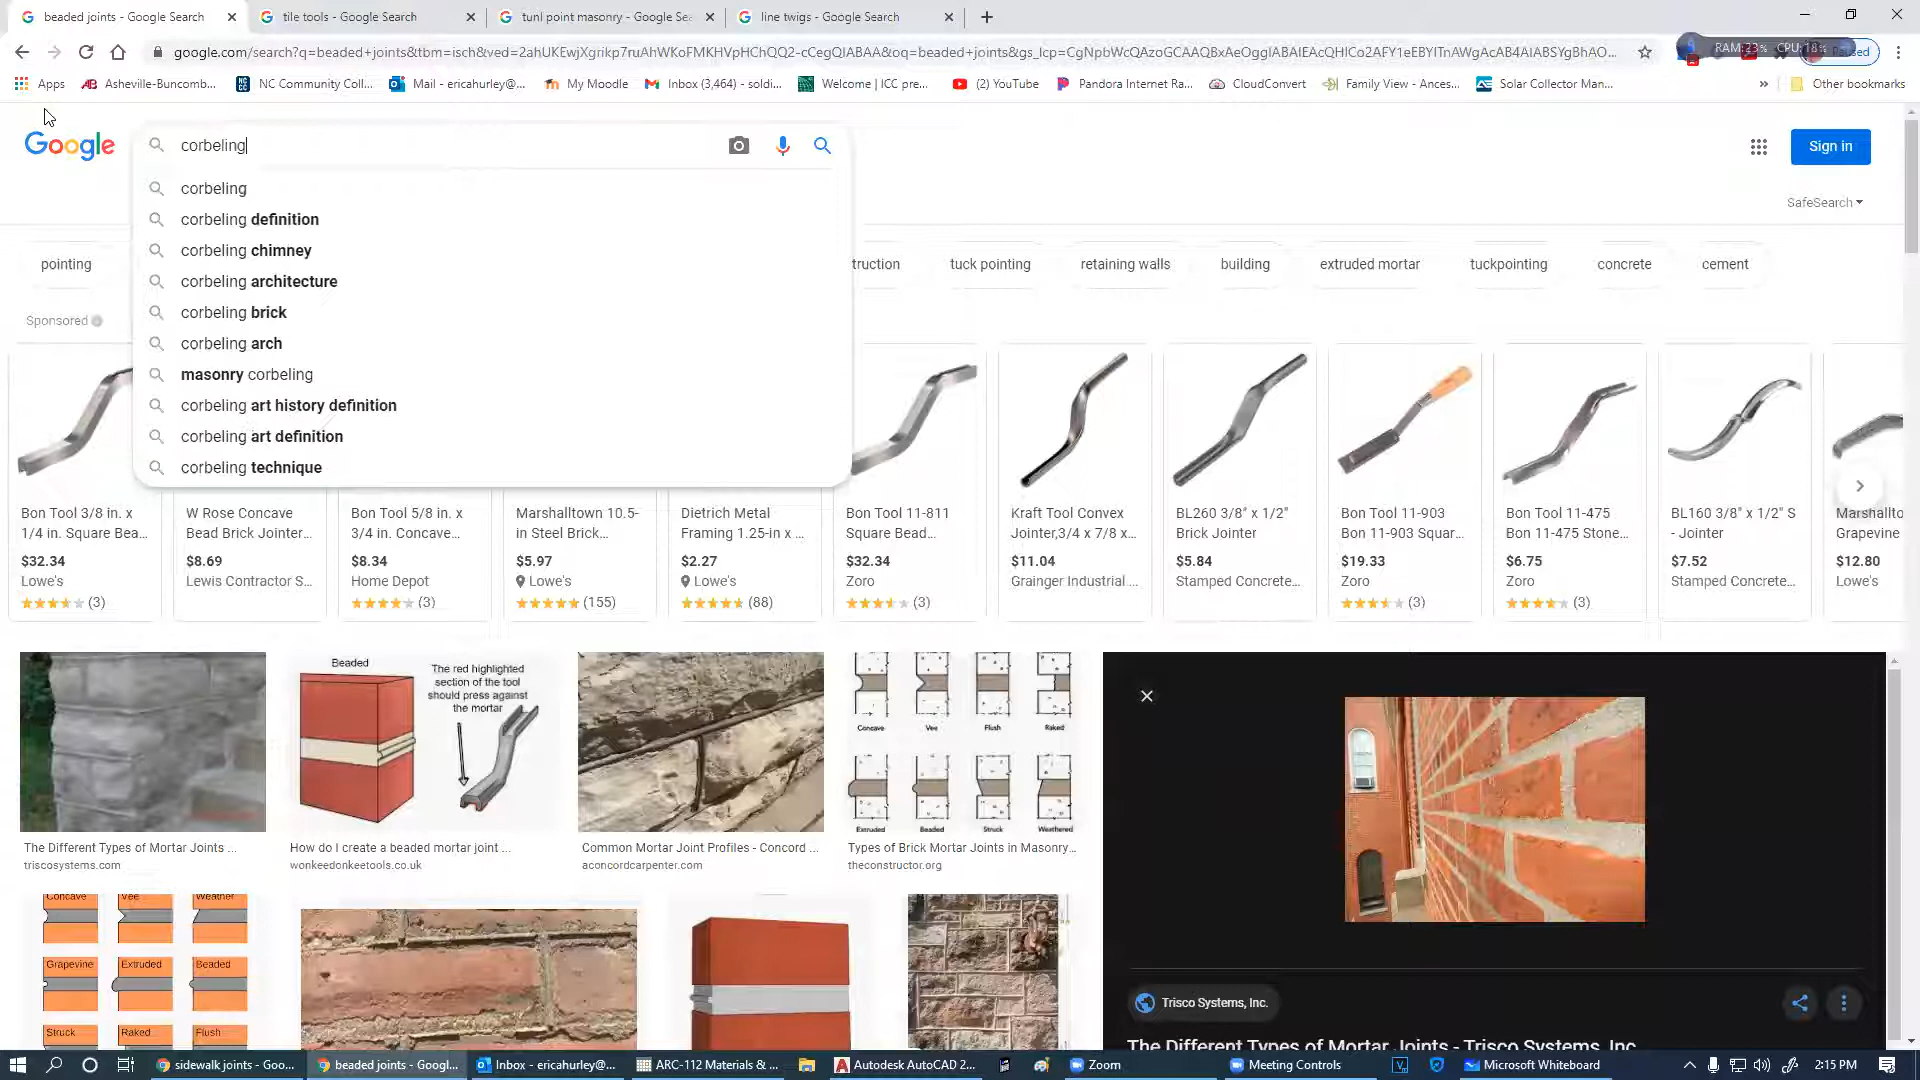 beaded joints - Google Search
tile tools - Google Search
tunl point masonry - Google Sea
line twigs - Google Search
google.com/search?q=beaded+joints&tbm=isch&ved=2ahUKEwjXgrikp7ruAhWKoFMKHVpHChQQ2-cCegQIABAA&oq=beaded+joints&gs_lcp=CgNpbWcQAzoGCAAQBxAeOggIABAIEAcQHlCo2AFY1eEBYITnAWgAcAB4AIABSYgBhAO...
RAM:23% CPU:18%
Paused
Apps
Asheville-Buncomb...
NC Community Coll...
Mail - ericahurley@...
My Moodle
Inbox (3,464) - soldi...
Welcome | ICC pre...
(2) YouTube
Pandora Internet Ra...
CloudConvert
Family View - Ances...
Solar Collector Man...
Other bookmarks
Google
corbeling
Sign in
SafeSearch
corbeling
corbeling definition
corbeling chimney
corbeling architecture
corbeling brick
corbeling arch
masonry corbeling
corbeling art history definition
corbeling art definition
corbeling technique
pointing
truction
tuck pointing
retaining walls
building
extruded mortar
tuckpointing
concrete
cement
Sponsored
Bon Tool 3/8 in. x
1/4 in. Square Bea...
$32.34
Lowe's
(3)
W Rose Concave
Bead Brick Jointer...
$8.69
Lewis Contractor S...
Bon Tool 5/8 in. x
3/4 in. Concave...
$8.34
Home Depot
(3)
Marshalltown 10.5-
in Steel Brick...
$5.97
Lowe's
(155)
Dietrich Metal
Framing 1.25-in x ...
$2.27
Lowe's
(88)
Bon Tool 11-811
Square Bead...
$32.34
Zoro
(3)
Kraft Tool Convex
Jointer,3/4 x 7/8 x...
$11.04
Grainger Industrial ...
BL260 3/8" x 1/2"
Brick Jointer
$5.84
Stamped Concrete...
Bon Tool 11-903
Bon 11-903 Squar...
$19.33
Zoro
(3)
Bon Tool 11-475
Bon 11-475 Stone...
$6.75
Zoro
(3)
BL160 3/8" x 1/2" S
- Jointer
$7.52
Stamped Concrete...
Marshallto
Grapevine
$12.80
Lowe's
Beaded
The red highlighted
section of the tool
should press against
the mortar
Concave
Vee
Flush
Raked
Extruded
Beaded
Struck
Weathered
The Different Types of Mortar Joints ...
triscosystems.com
How do I create a beaded mortar joint ...
wonkeedonkeetools.co.uk
Common Mortar Joint Profiles - Concord ...
aconcordcarpenter.com
Types of Brick Mortar Joints in Masonry...
theconstructor.org
Concave
Vee
Weather
Grapevine
Extruded
Beaded
Struck
Raked
Flush
Trisco Systems, Inc.
The Different Types of Mortar Joints - Trisco Systems, Inc
sidewalk joints - Goo...
beaded joints - Googl...
Inbox - ericahurley@...
ARC-112 Materials & ...
Autodesk AutoCAD 2...
Zoom
Meeting Controls
Microsoft Whiteboard
2:15 PM